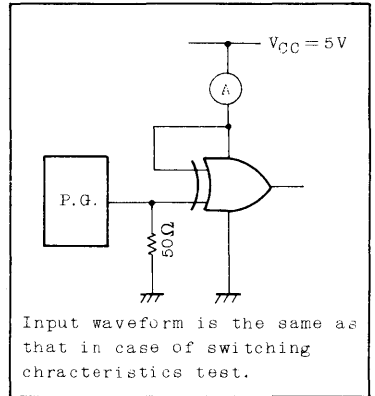 V_CC = 5V
A
P.G.
50Ω
Input waveform is the same as
that in case of switching
chracteristics test.